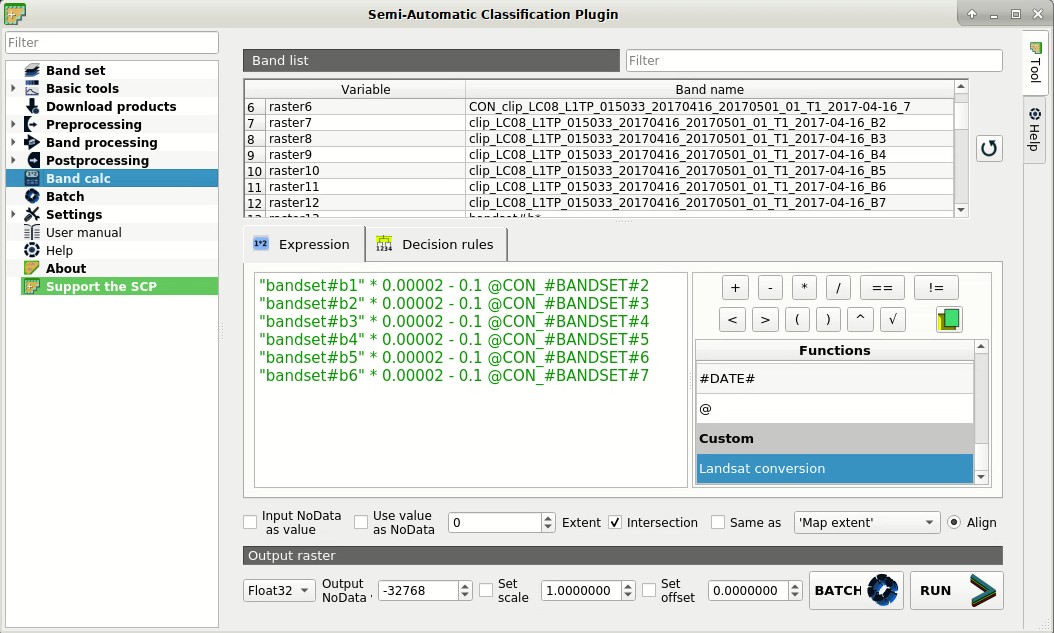 Semi-Automatic Classification Plugin
Filter
Band set
Basic tools
Download products
Preprocessing
Band processing
Postprocessing
Band calc
Batch
Settings
User manual
Help
About
Support the SCP
Band list
Filter
Variable Band name
6 raster6 CON_clip_LC08_L1TP_015033_20170416_20170501_01_T1_2017-04-16_7
7 raster7 clip_LC08_L1TP_015033_20170416_20170501_01_T1_2017-04-16_B2
8 raster8 clip_LC08_L1TP_015033_20170416_20170501_01_T1_2017-04-16_B3
9 raster9 clip_LC08_L1TP_015033_20170416_20170501_01_T1_2017-04-16_B4
10 raster10 clip_LC08_L1TP_015033_20170416_20170501_01_T1_2017-04-16_B5
11 raster11 clip_LC08_L1TP_015033_20170416_20170501_01_T1_2017-04-16_B6
12 raster12 clip_LC08_L1TP_015033_20170416_20170501_01_T1_2017-04-16_B7
13 raster13 bandset#b*
1*2 Expression
1234 Decision rules
"bandset#b1" * 0.00002 - 0.1 @CON_#BANDSET#2
"bandset#b2" * 0.00002 - 0.1 @CON_#BANDSET#3
"bandset#b3" * 0.00002 - 0.1 @CON_#BANDSET#4
"bandset#b4" * 0.00002 - 0.1 @CON_#BANDSET#5
"bandset#b5" * 0.00002 - 0.1 @CON_#BANDSET#6
"bandset#b6" * 0.00002 - 0.1 @CON_#BANDSET#7
+ - * / == !=
< > ( ) ^ √
Functions
#DATE#
@
Custom
Landsat conversion
Input NoData
as value
Use value
as NoData
0
Extent
Intersection
Same as
'Map extent'
Align
Output raster
Float32
Output
NoData
-32768
Set
scale
1.0000000
Set
offset
0.0000000
BATCH
RUN
Tool
Help